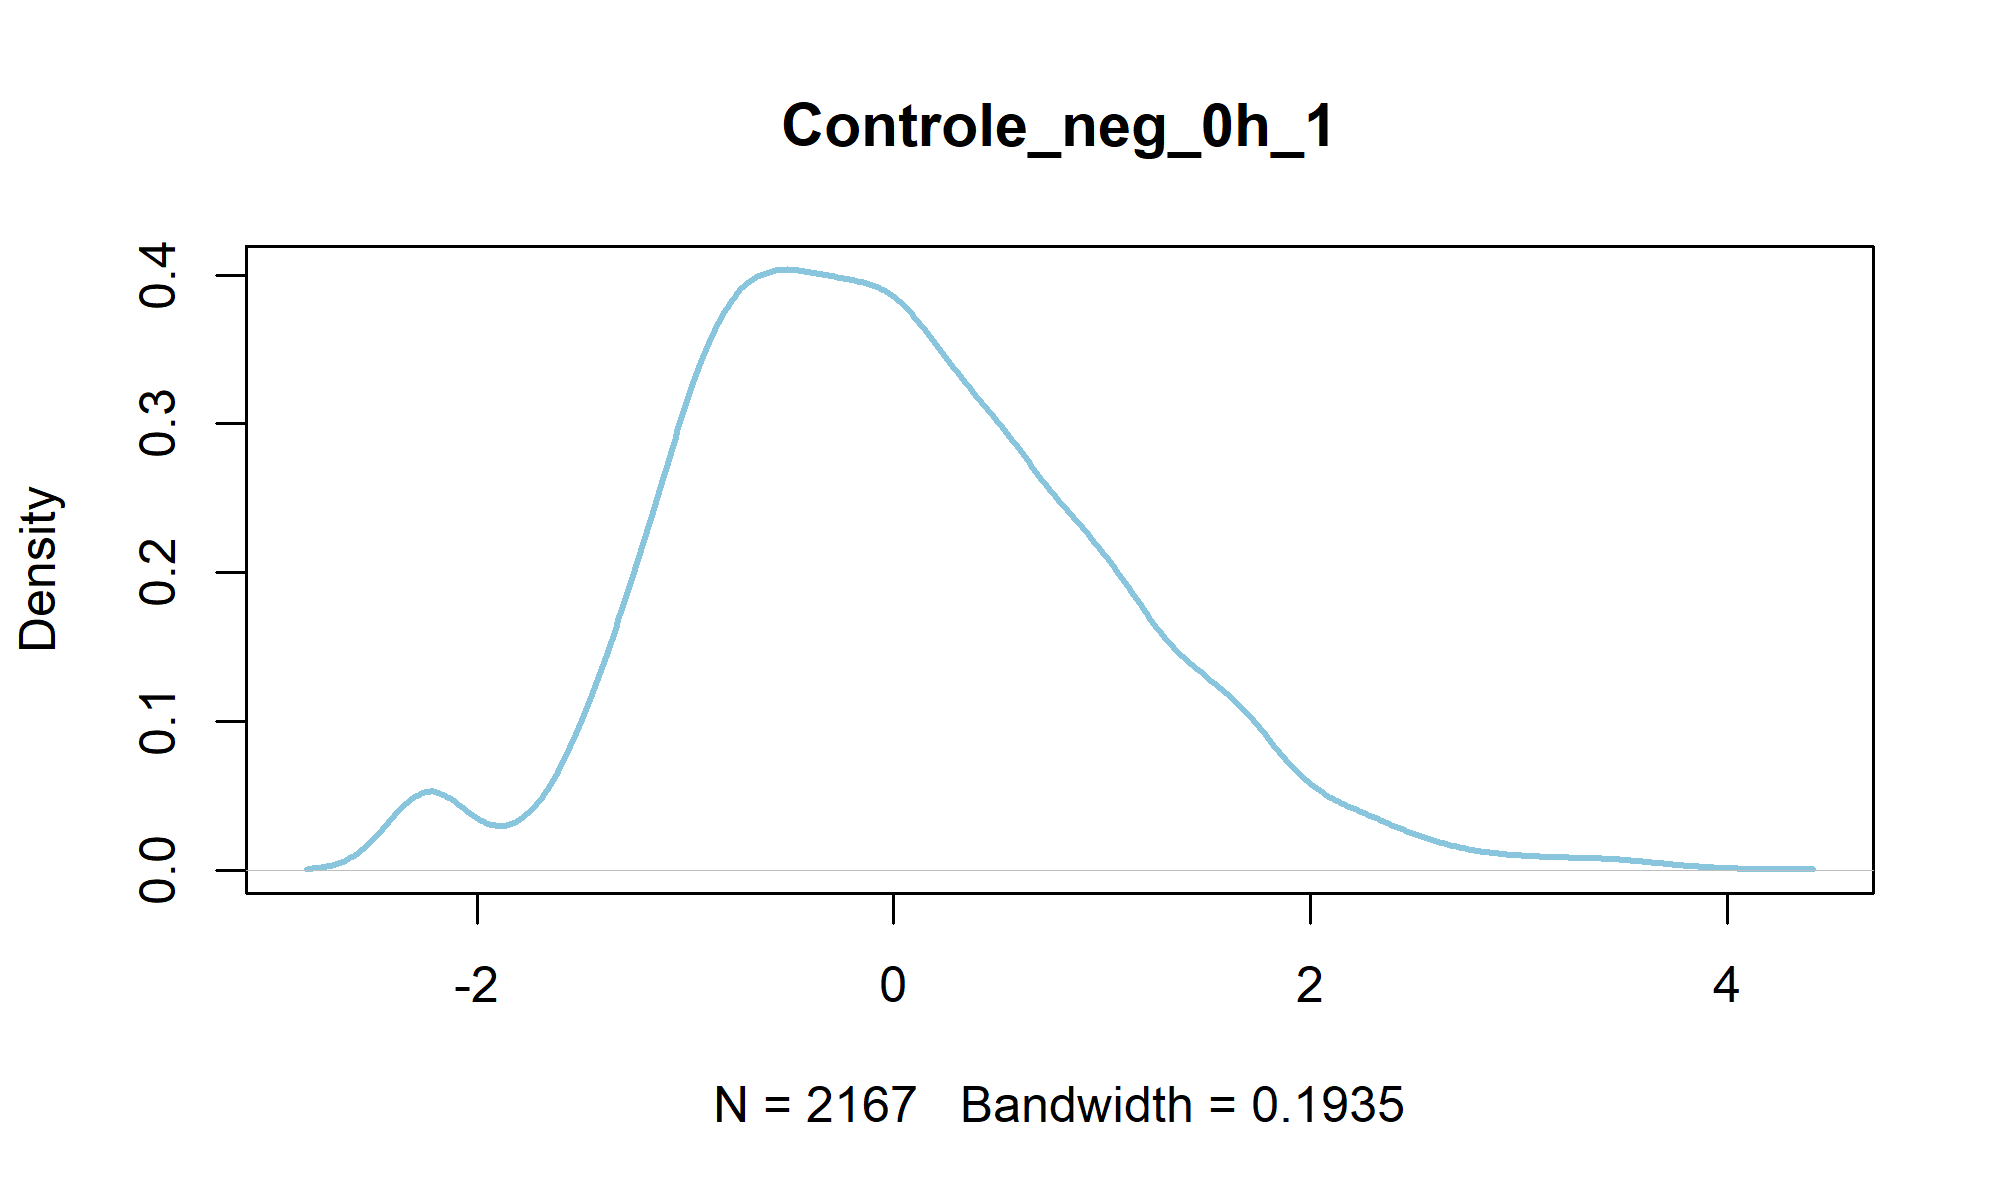 Controle_neg_0h_1
Density
0.4
0.3
0.2
0.1
0.0
-2 0 2 4
N = 2167   Bandwidth = 0.1935